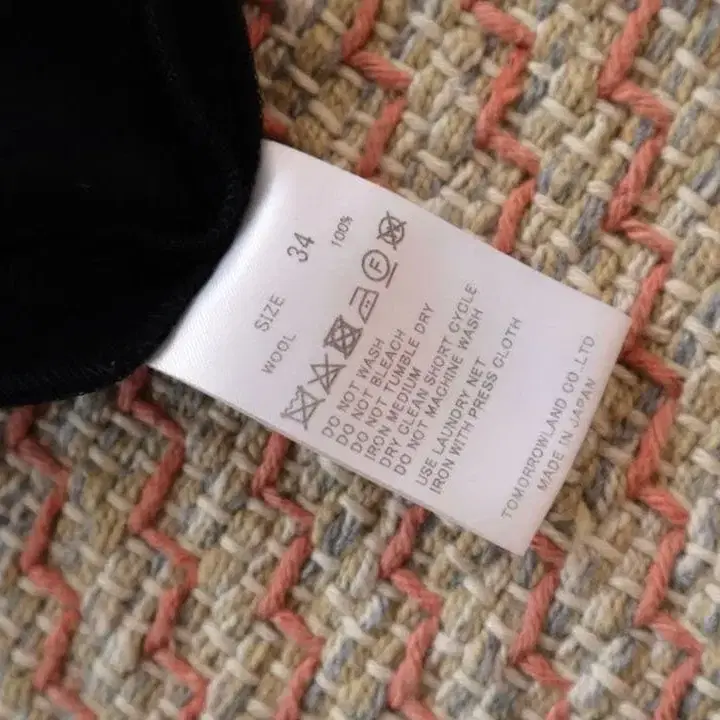 SIZE 34
WOOL 100%
F
DO NOT WASH
DO NOT BLEACH
DO NOT TUMBLE DRY
IRON MEDIUM
DRY CLEAN SHORT CYCLE
DO NOT MACHINE WASH
USE LAUNDRY NET
IRON WITH PRESS CLOTH
TOMORROWLAND CO.,LTD
MADE IN JAPAN